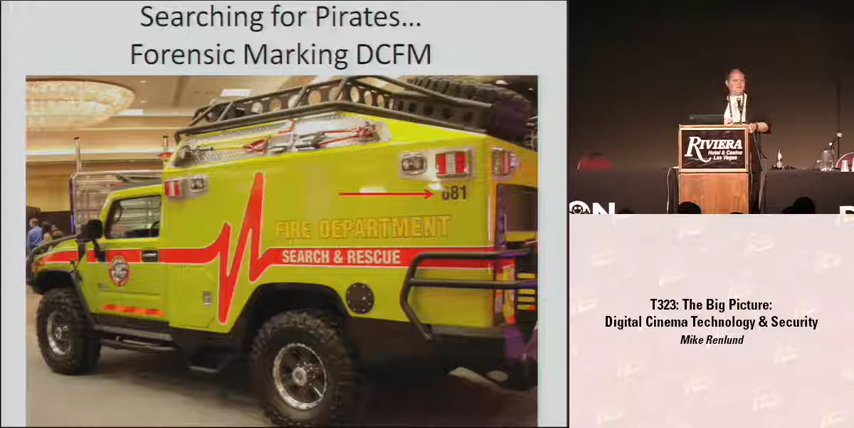 Searching for Pirates...
Forensic Marking DCFM
681
FIRE DEPARTMENT
SEARCH & RESCUE
RIVIERA
Hotel & Casino
Las Vegas
ON
T323: The Big Picture:
Digital Cinema Technology & Security
Mike Renlund